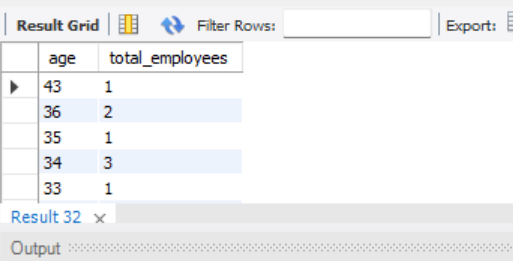 Result Grid Filter Rows: Export:
age total_employees
43 1
36 2
35 1
34 3
33 1
Result 32 ×
Output